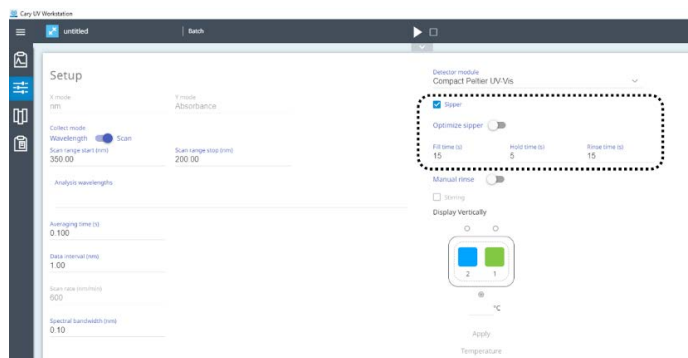 Cary UV Workstation
untitled
Batch
Setup
X mode
nm
Y mode
Absorbance
Collect mode
Wavelength
Scan
Scan range start (nm)
350.00
Scan range stop (nm)
200.00
Analysis wavelengths
Averaging time (s)
0.100
Data interval (nm)
1.00
Scan rate (nm/min)
600
Spectral bandwidth (nm)
0.10
Detector module
Compact Peltier UV-Vis
Sipper
Optimize sipper
Fill time (s)
15
Hold time (s)
5
Rinse time (s)
15
Manual rinse
Stirring
Display Vertically
2
1
°C
Apply
Temperature